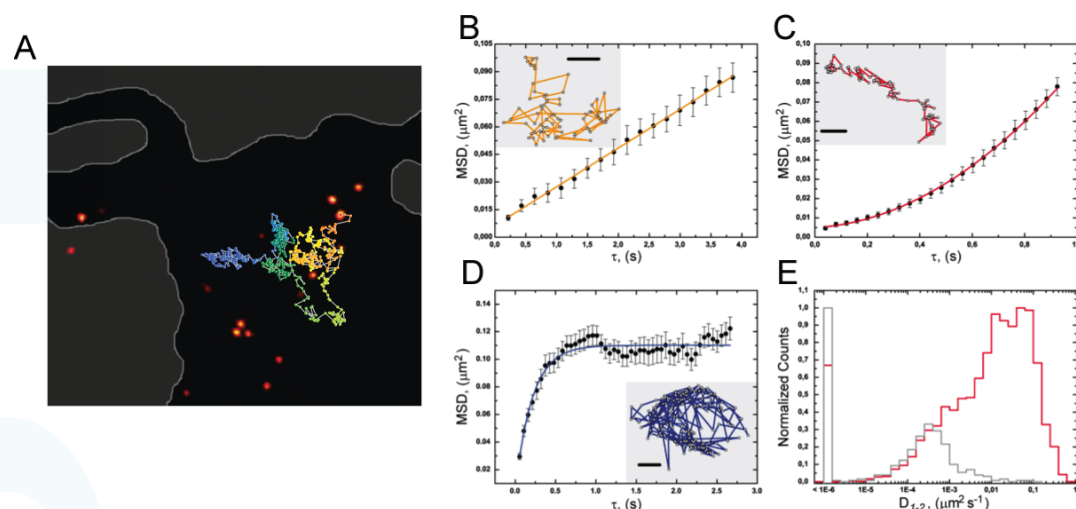 A
B
MSD, (μm²)
0,105
0,090
0,075
0,060
0,045
0,030
0,015
0,000
0,0 0,5 1,0 1,5 2,0 2,5 3,0 3,5 4,0
τ, (s)
C
MSD, (μm²)
0,10
0,09
0,08
0,07
0,06
0,05
0,04
0,03
0,02
0,01
0,00
0,0 0,2 0,4 0,6 0,8 1,0
τ, (s)
D
MSD, (μm²)
0.14
0.12
0.10
0.08
0.06
0.04
0.02
0.0 0.5 1.0 1.5 2.0 2.5 3.0
τ, (s)
E
Normalized Counts
1,0
0,9
0,8
0,7
0,6
0,5
0,4
0,3
0,2
0,1
0,0
< 1E-6 1E-5 1E-4 1E-3 0,01 0,1 1
D1-2, (μm² s⁻¹)